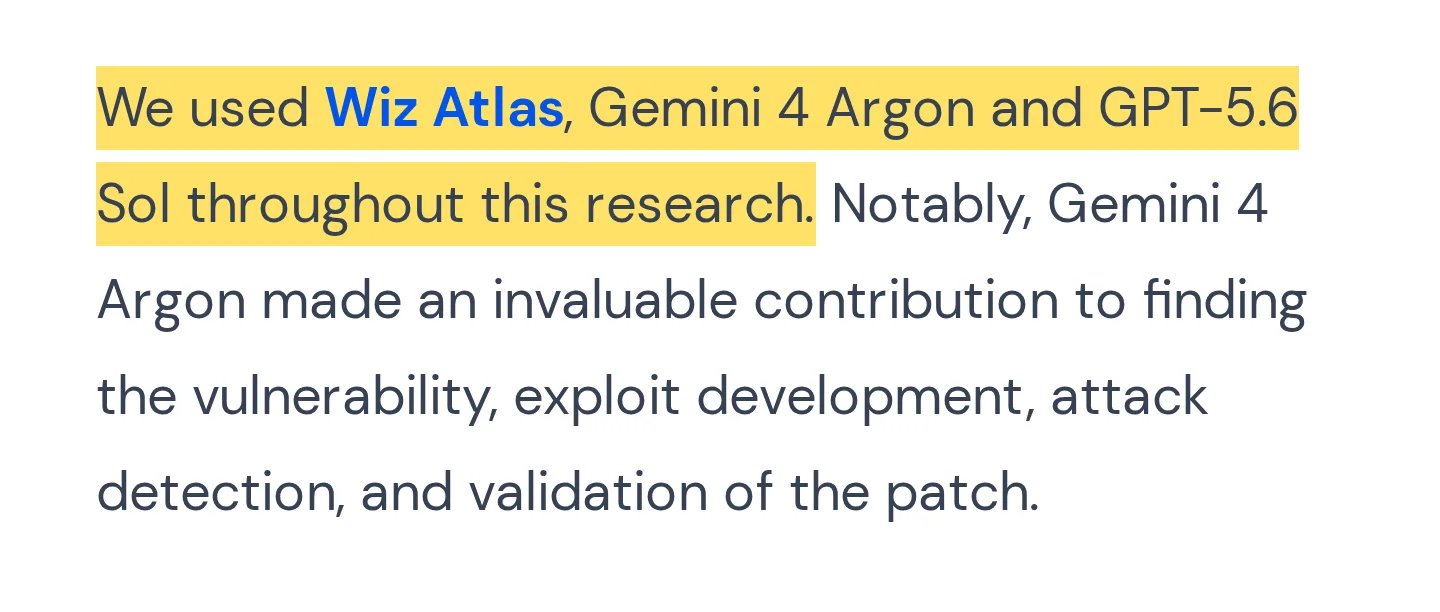 We used Wiz Atlas, Gemini 4 Argon and GPT-5.6
Sol throughout this research. Notably, Gemini 4
Argon made an invaluable contribution to finding
the vulnerability, exploit development, attack
detection, and validation of the patch.